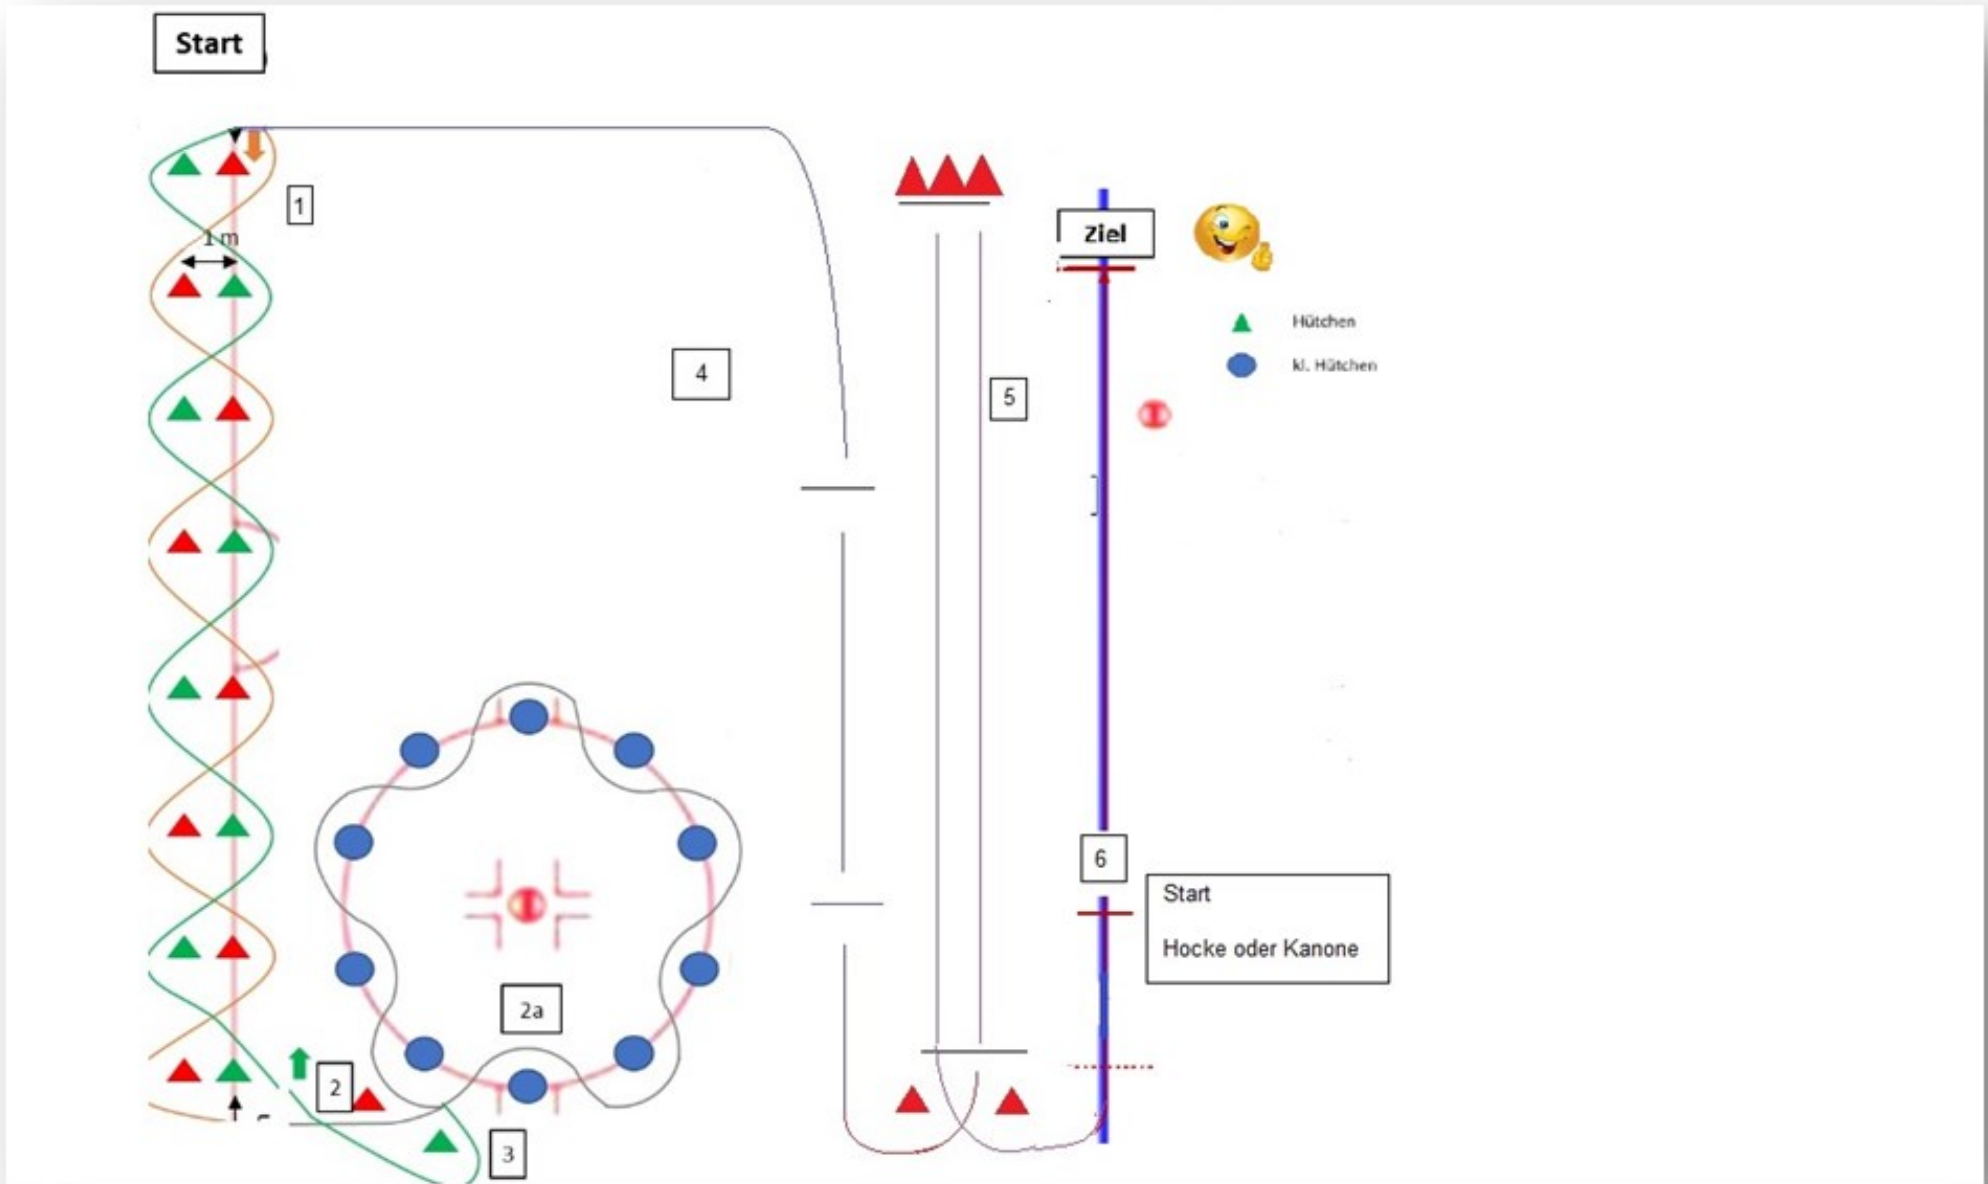 Start
1
1 m
4
5
Ziel
Hütchen
kl. Hütchen
6
Start
Hocke oder Kanone
2a
2
3